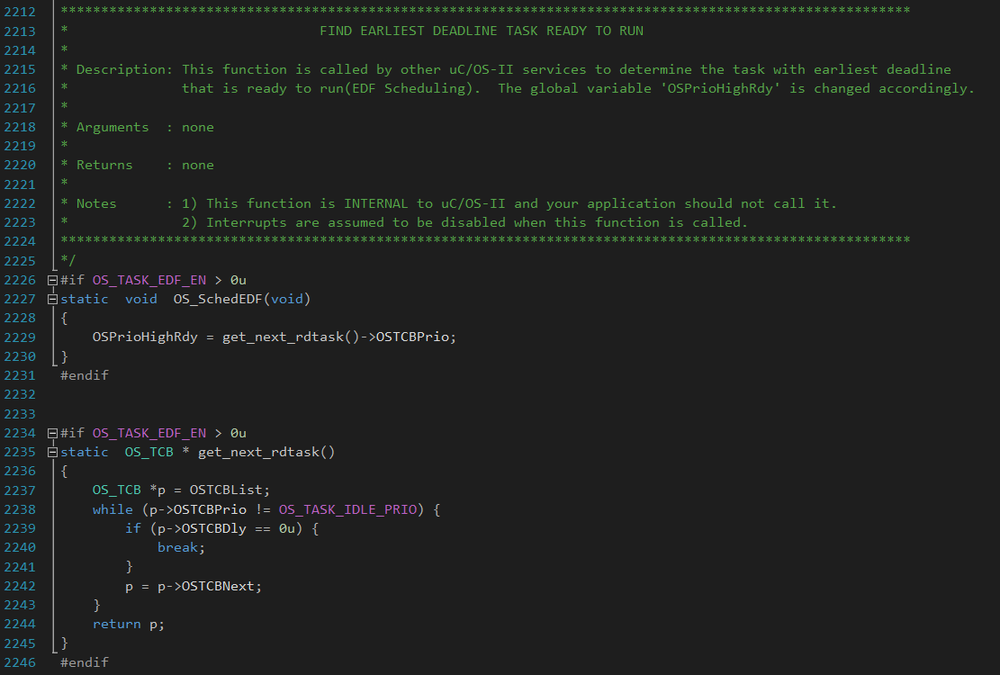 2212 *********************************************************************************************************
2213 *                               FIND EARLIEST DEADLINE TASK READY TO RUN
2214 *
2215 * Description: This function is called by other uC/OS-II services to determine the task with earliest deadline
2216 *              that is ready to run(EDF Scheduling).  The global variable 'OSPrioHighRdy' is changed accordingly.
2217 *
2218 * Arguments  : none
2219 *
2220 * Returns    : none
2221 *
2222 * Notes      : 1) This function is INTERNAL to uC/OS-II and your application should not call it.
2223 *              2) Interrupts are assumed to be disabled when this function is called.
2224 *********************************************************************************************************
2225 */
2226 #if OS_TASK_EDF_EN > 0u
2227 static  void  OS_SchedEDF(void)
2228 {
2229     OSPrioHighRdy = get_next_rdtask()->OSTCBPrio;
2230 }
2231 #endif
2232
2233
2234 #if OS_TASK_EDF_EN > 0u
2235 static  OS_TCB * get_next_rdtask()
2236 {
2237     OS_TCB *p = OSTCBList;
2238     while (p->OSTCBPrio != OS_TASK_IDLE_PRIO) {
2239         if (p->OSTCBDly == 0u) {
2240             break;
2241         }
2242         p = p->OSTCBNext;
2243     }
2244     return p;
2245 }
2246 #endif